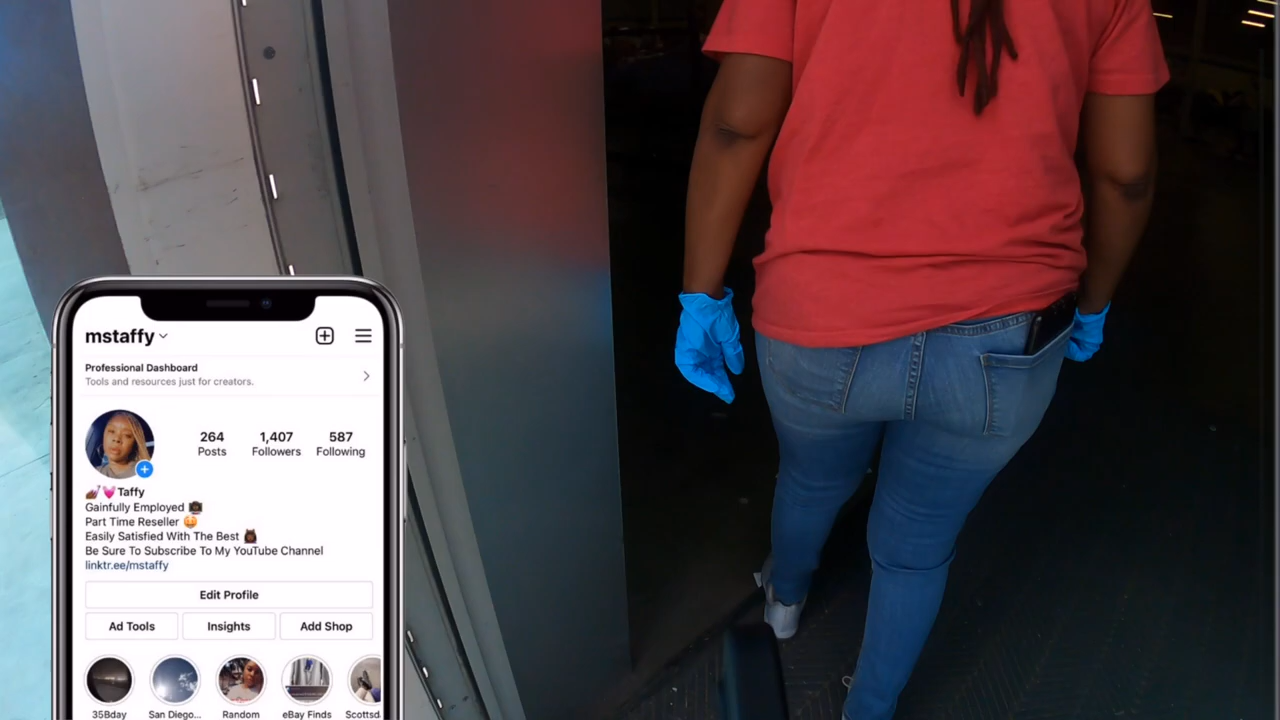 mstaffy
Professional Dashboard
Tools and resources just for creators.
264 1,407 587
Posts Followers Following
💅🏾💓Taffy
Gainfully Employed
Part Time Reseller
Easily Satisfied With The Best
Be Sure To Subscribe To My YouTube Channel
linktr.ee/mstaffy
Edit Profile
Ad Tools Insights Add Shop
35Bday San Diego... Random eBay Finds Scottsd